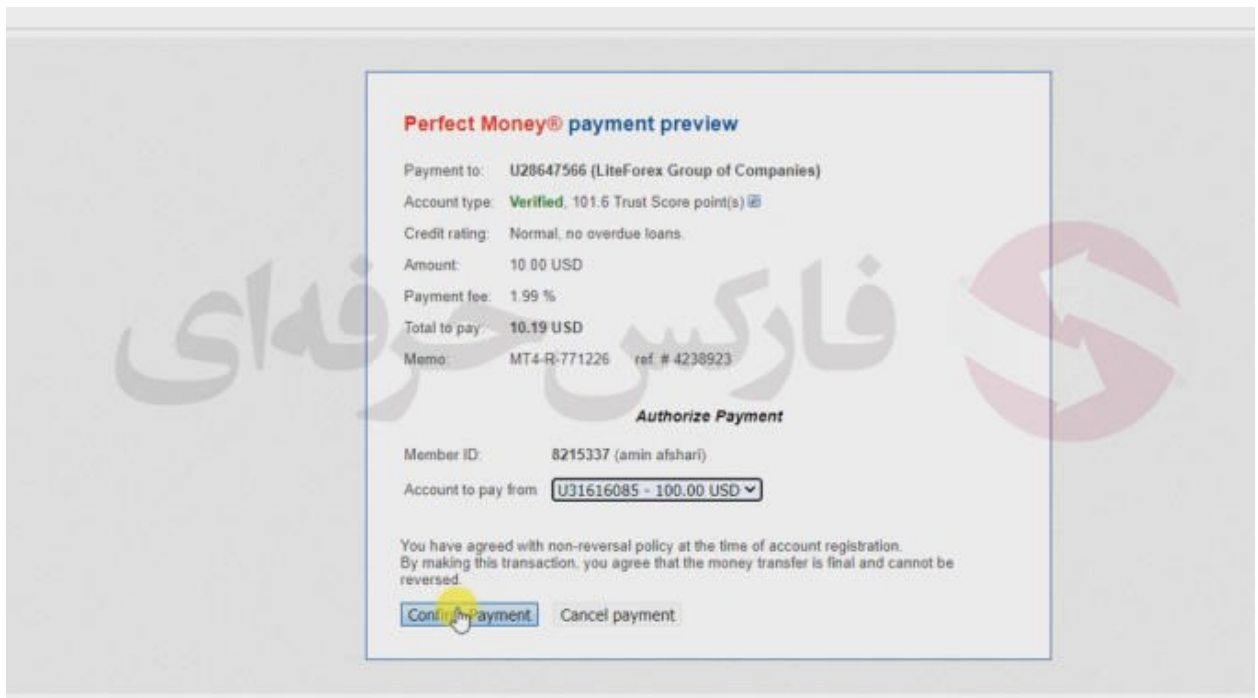 Perfect Money® payment preview
Payment to: U28647566 (LiteForex Group of Companies)
Account type: Verified, 101.6 Trust Score point(s)
Credit rating: Normal, no overdue loans.
Amount: 10.00 USD
Payment fee: 1.99 %
Total to pay: 10.19 USD
Memo: MT4-R-771226 ref. # 4238923
فارکس حرفه‌ای
Authorize Payment
Member ID: 8215337 (amin afshari)
Account to pay from U31616085 - 100.00 USD
You have agreed with non-reversal policy at the time of account registration.
By making this transaction, you agree that the money transfer is final and cannot be
reversed.
Confirm Payment Cancel payment